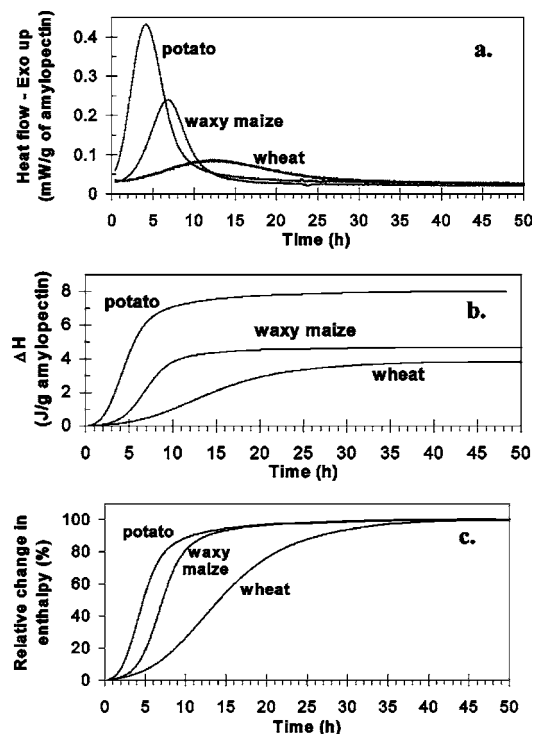 Heat flow - Exo up
(mW/g of amylopectin)
0.4
0.3
0.2
0.1
0
potato
waxy maize
wheat
a.
0 5 10 15 20 25 30 35 40 45 50
Time (h)
ΔH
(J/g amylopectin)
8
6
4
2
0
potato
waxy maize
wheat
b.
0 5 10 15 20 25 30 35 40 45 50
Time (h)
Relative change in
enthalpy (%)
100
80
60
40
20
0
potato
waxy
maize
wheat
c.
0 5 10 15 20 25 30 35 40 45 50
Time (h)